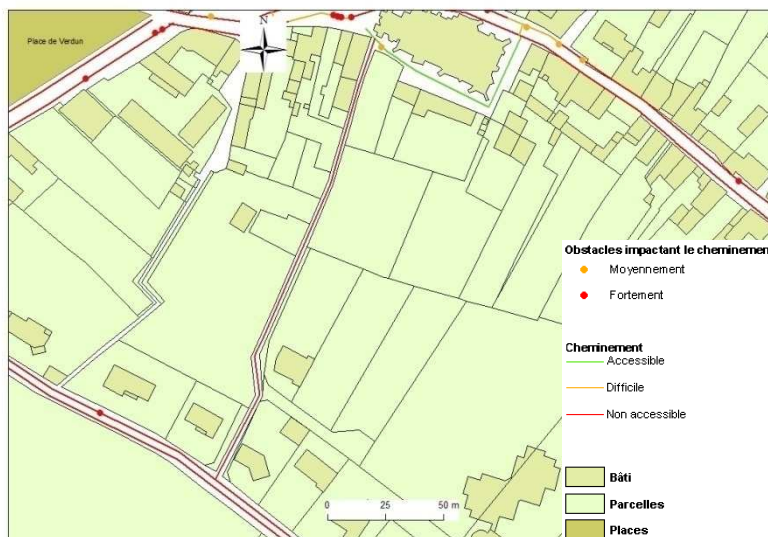 Place de Verdun
N
Obstacles impactant le cheminemen
Moyennement
Fortement
Cheminement
Accessible
Difficile
Non accessible
Bâti
Parcelles
Places
0 25 50 m